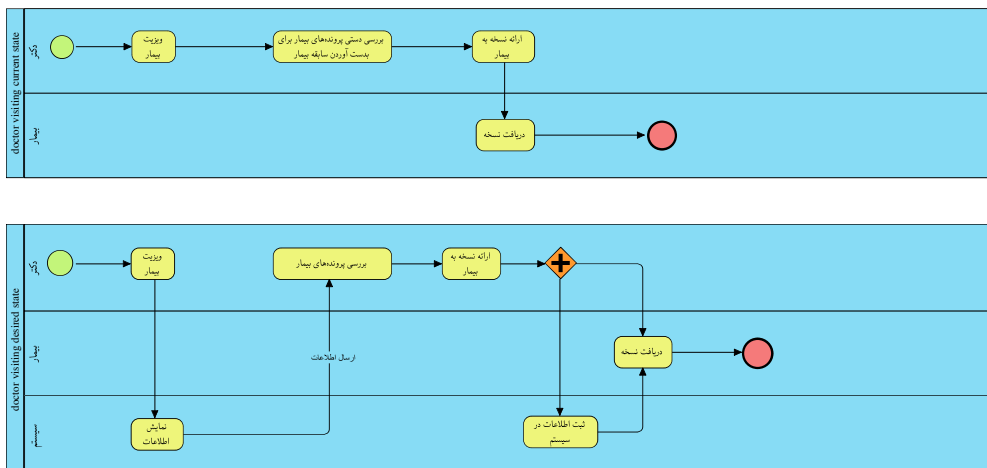 doctor visiting current state
دکتر
ویزیت
بیمار
بررسی دستی پرونده‌های بیمار برای
بدست آوردن سابقه بیمار
ارائه نسخه به
بیمار
بیمار
دریافت نسخه
doctor visiting desired state
دکتر
ویزیت
بیمار
بررسی پرونده‌های بیمار
ارائه نسخه به
بیمار
بیمار
ارسال اطلاعات
دریافت نسخه
سیستم
نمایش
اطلاعات
ثبت اطلاعات در
سیستم